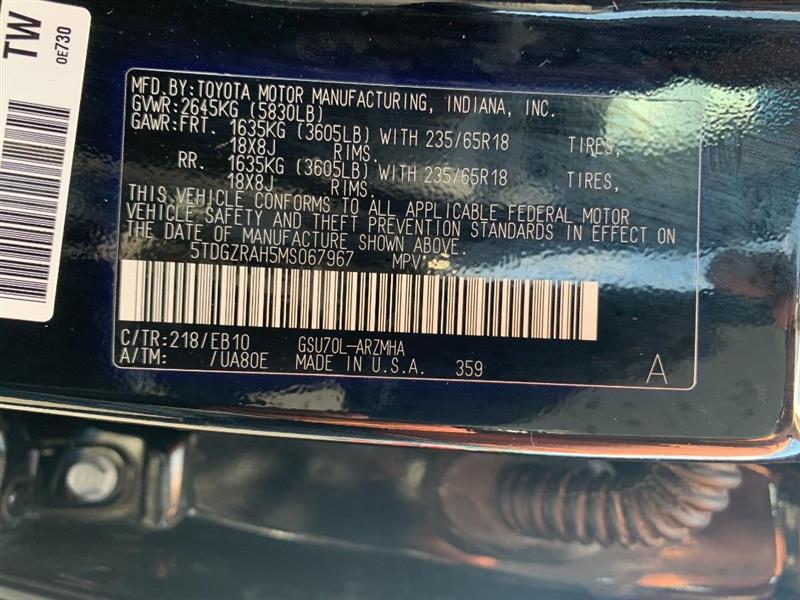 TW
0E730
MFD.BY:TOYOTA MOTOR MANUFACTURING, INDIANA, INC.
GVWR:2645KG (5830LB)
GAWR:FRT. 1635KG (3605LB) WITH 235/65R18 TIRES,
18X8J RIMS.
RR. 1635KG (3605LB) WITH 235/65R18 TIRES,
18X8J RIMS.
THIS VEHICLE CONFORMS TO ALL APPLICABLE FEDERAL MOTOR
VEHICLE SAFETY AND THEFT PREVENTION STANDARDS IN EFFECT ON
THE DATE OF MANUFACTURE SHOWN ABOVE.
5TDGZRAH5MS067967 MPV
C/TR:218/EB10 GSU70L-ARZMHA
A/TM: /UA80E MADE IN U.S.A. 359
A